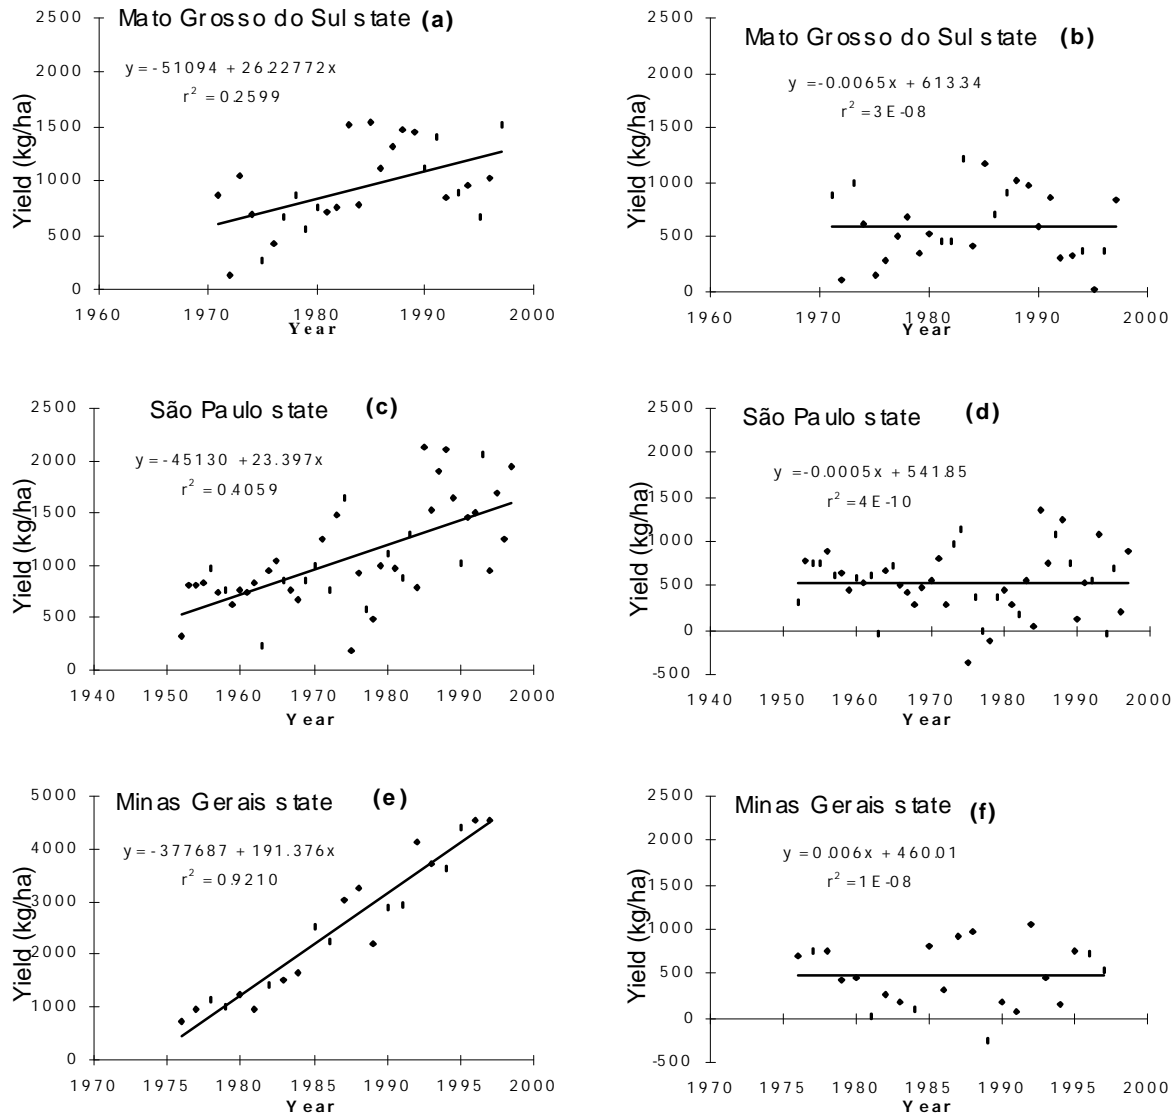 Mato Grosso do Sul state (a)
y = -51094 + 26.22772x
r² = 0.2599
Yield (kg/ha)
2500
2000
1500
1000
500
0
1960 1970 1980 1990 2000
Year
Mato Grosso do Sul state (b)
y = -0.0065x + 613.34
r² = 3E-08
Yield (kg/ha)
2500
2000
1500
1000
500
0
1960 1970 1980 1990 2000
Year
São Paulo state (c)
y = -45130 + 23.397x
r² = 0.4059
Yield (kg/ha)
2500
2000
1500
1000
500
0
1940 1950 1960 1970 1980 1990 2000
Year
São Paulo state (d)
y = -0.0005x + 541.85
r² = 4E-10
Yield (kg/ha)
2500
2000
1500
1000
500
0
-500
1940 1950 1960 1970 1980 1990 2000
Year
Minas Gerais state (e)
y = -377687 + 191.376x
r² = 0.9210
Yield (kg/ha)
5000
4000
3000
2000
1000
0
1970 1975 1980 1985 1990 1995 2000
Year
Minas Gerais state (f)
y = 0.006x + 460.01
r² = 1E-08
Yield (kg/ha)
2500
2000
1500
1000
500
0
-500
1970 1975 1980 1985 1990 1995 2000
Year